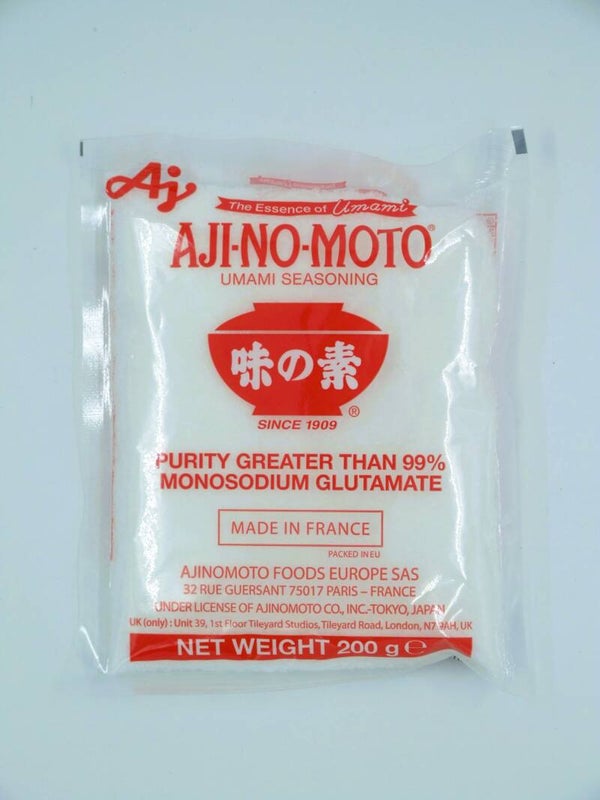 Aj
The Essence of Umami
AJI-NO-MOTO®
UMAMI SEASONING
味の素
®
SINCE 1909
PURITY GREATER THAN 99%
MONOSODIUM GLUTAMATE
MADE IN FRANCE
PACKED IN EU
AJINOMOTO FOODS EUROPE SAS
32 RUE GUERSANT 75017 PARIS – FRANCE
UNDER LICENSE OF AJINOMOTO CO., INC.-TOKYO, JAPAN
UK (only) : Unit 39, 1st Floor Tileyard Studios, Tileyard Road, London, N7 9AH, UK
NET WEIGHT 200 g ℮